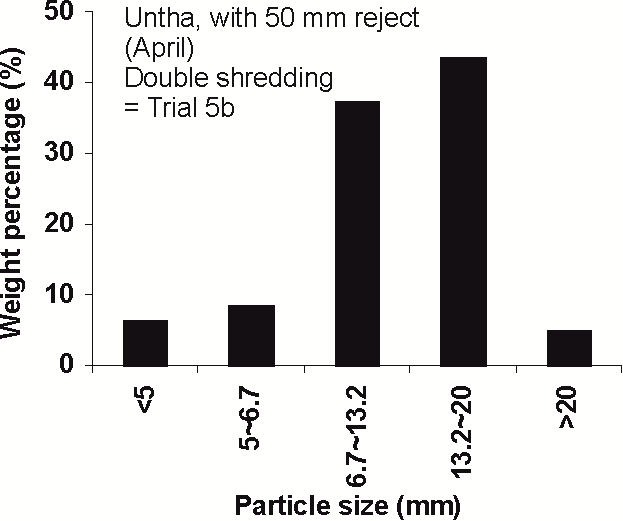 Untha, with 50 mm reject
(April)
Double shredding
= Trial 5b
Weight percentage (%)
50
40
30
20
10
0
<5
5~6.7
6.7~13.2
13.2~20
>20
Particle size (mm)